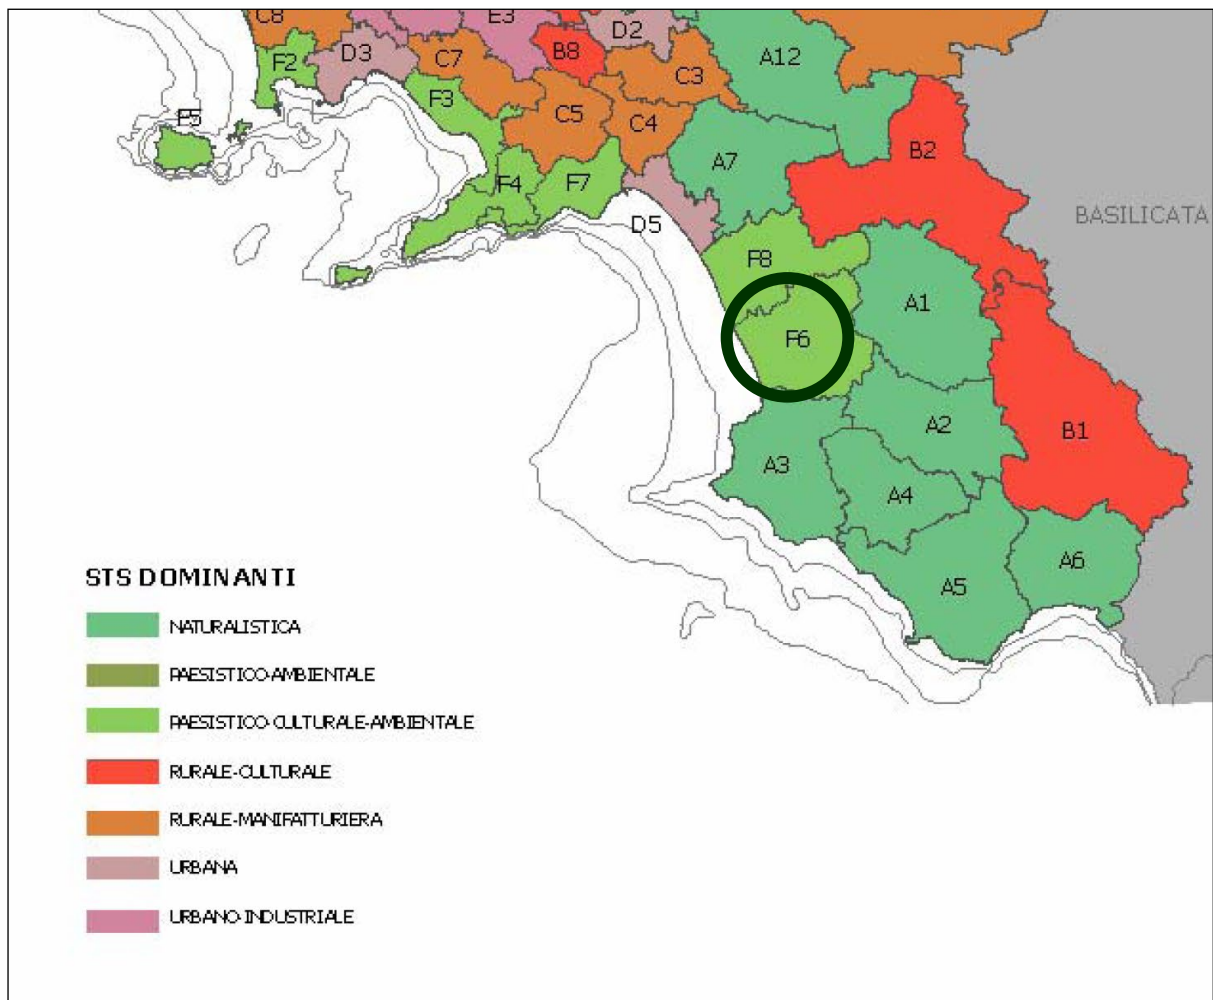 C8
E3
D2
F2
D3
C7
B8
A12
C3
F3
F5
C5
C4
A7
B2
F4
F7
D5
BASILICATA
F8
A1
F6
A2
B1
A3
A4
A6
A5
STS DOMINANTI
NATURALISTICA
PAESISTICO-AMBIENTALE
PAESISTICO-CULTURALE-AMBIENTALE
RURALE-CULTURALE
RURALE-MANIFATTURIERA
URBANA
URBANO-INDUSTRIALE